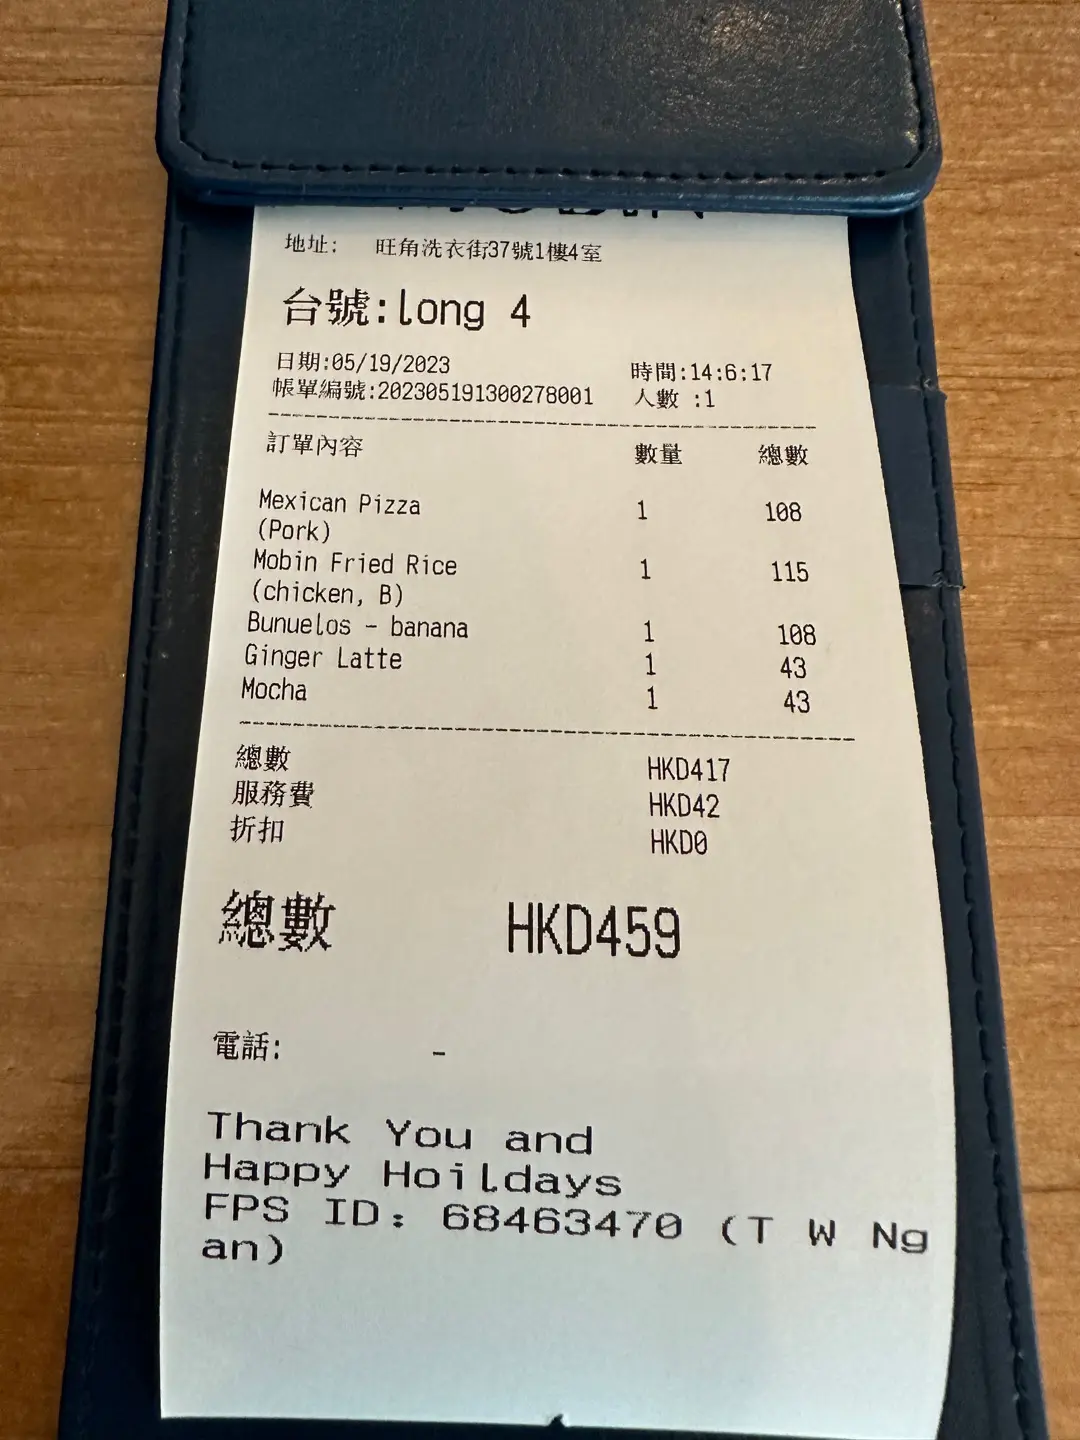 地址: 旺角洗衣街37號1樓4室
台號:long 4
日期:05/19/2023 時間:14:6:17
帳單編號:202305191300278001 人數 :1
訂單內容 數量 總數
Mexican Pizza 1 108
(Pork)
Mobin Fried Rice 1 115
(chicken, B)
Bunuelos - banana 1 108
Ginger Latte 1 43
Mocha 1 43
總數 HKD417
服務費 HKD42
折扣 HKD0
總數 HKD459
電話: -
Thank You and
Happy Hoildays
FPS ID: 68463470 (T W Ng
an)